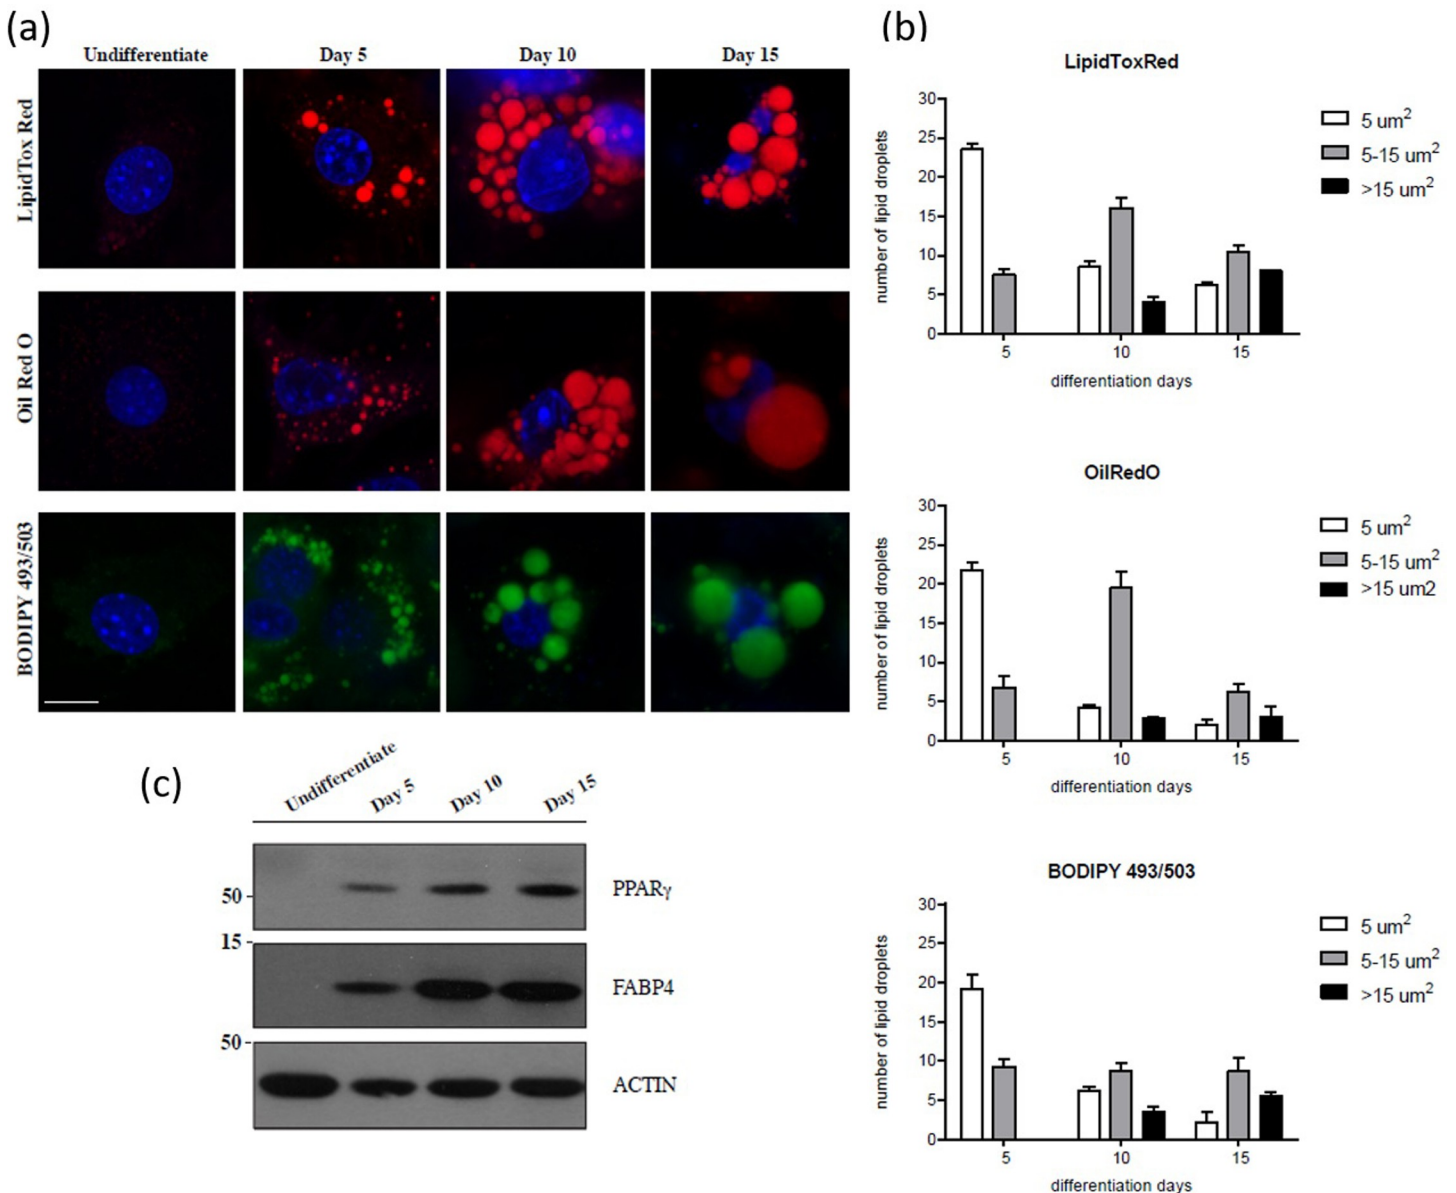 (a)
Undifferentiate Day 5 Day 10 Day 15
LipidTox Red
Oil Red O
BODIPY 493/503
(b)
LipidToxRed
number of lipid droplets
30
25
20
15
10
5
0
5 10 15
differentiation days
5 um²
5-15 um²
>15 um²
OilRedO
number of lipid droplets
30
25
20
15
10
5
0
5 10 15
differentiation days
5 um²
5-15 um²
>15 um2
BODIPY 493/503
number of lipid droplets
30
25
20
15
10
5
0
5 10 15
differentiation days
5 um²
5-15 um²
>15 um²
(c)
Undifferentiate Day 5 Day 10 Day 15
50 PPARγ
15 FABP4
50 ACTIN